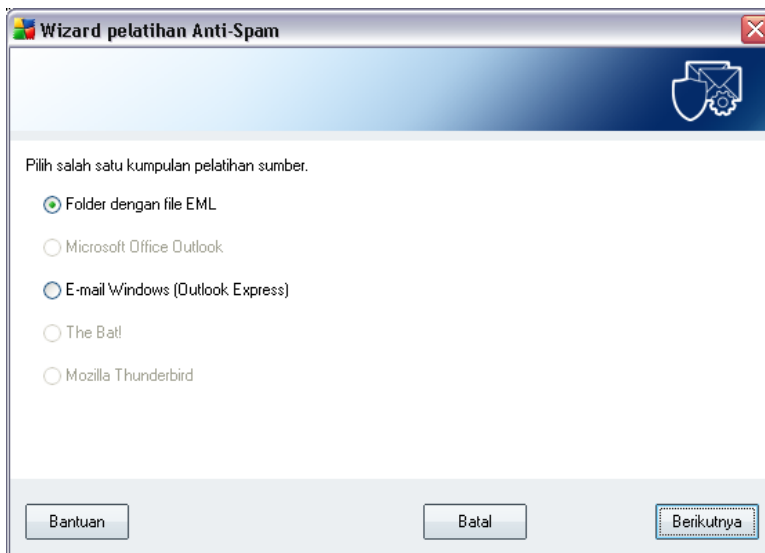 Wizard pelatihan Anti-Spam
Pilih salah satu kumpulan pelatihan sumber.
Folder dengan file EML
Microsoft Office Outlook
E-mail Windows (Outlook Express)
The Bat!
Mozilla Thunderbird
Bantuan
Batal
Berikutnya